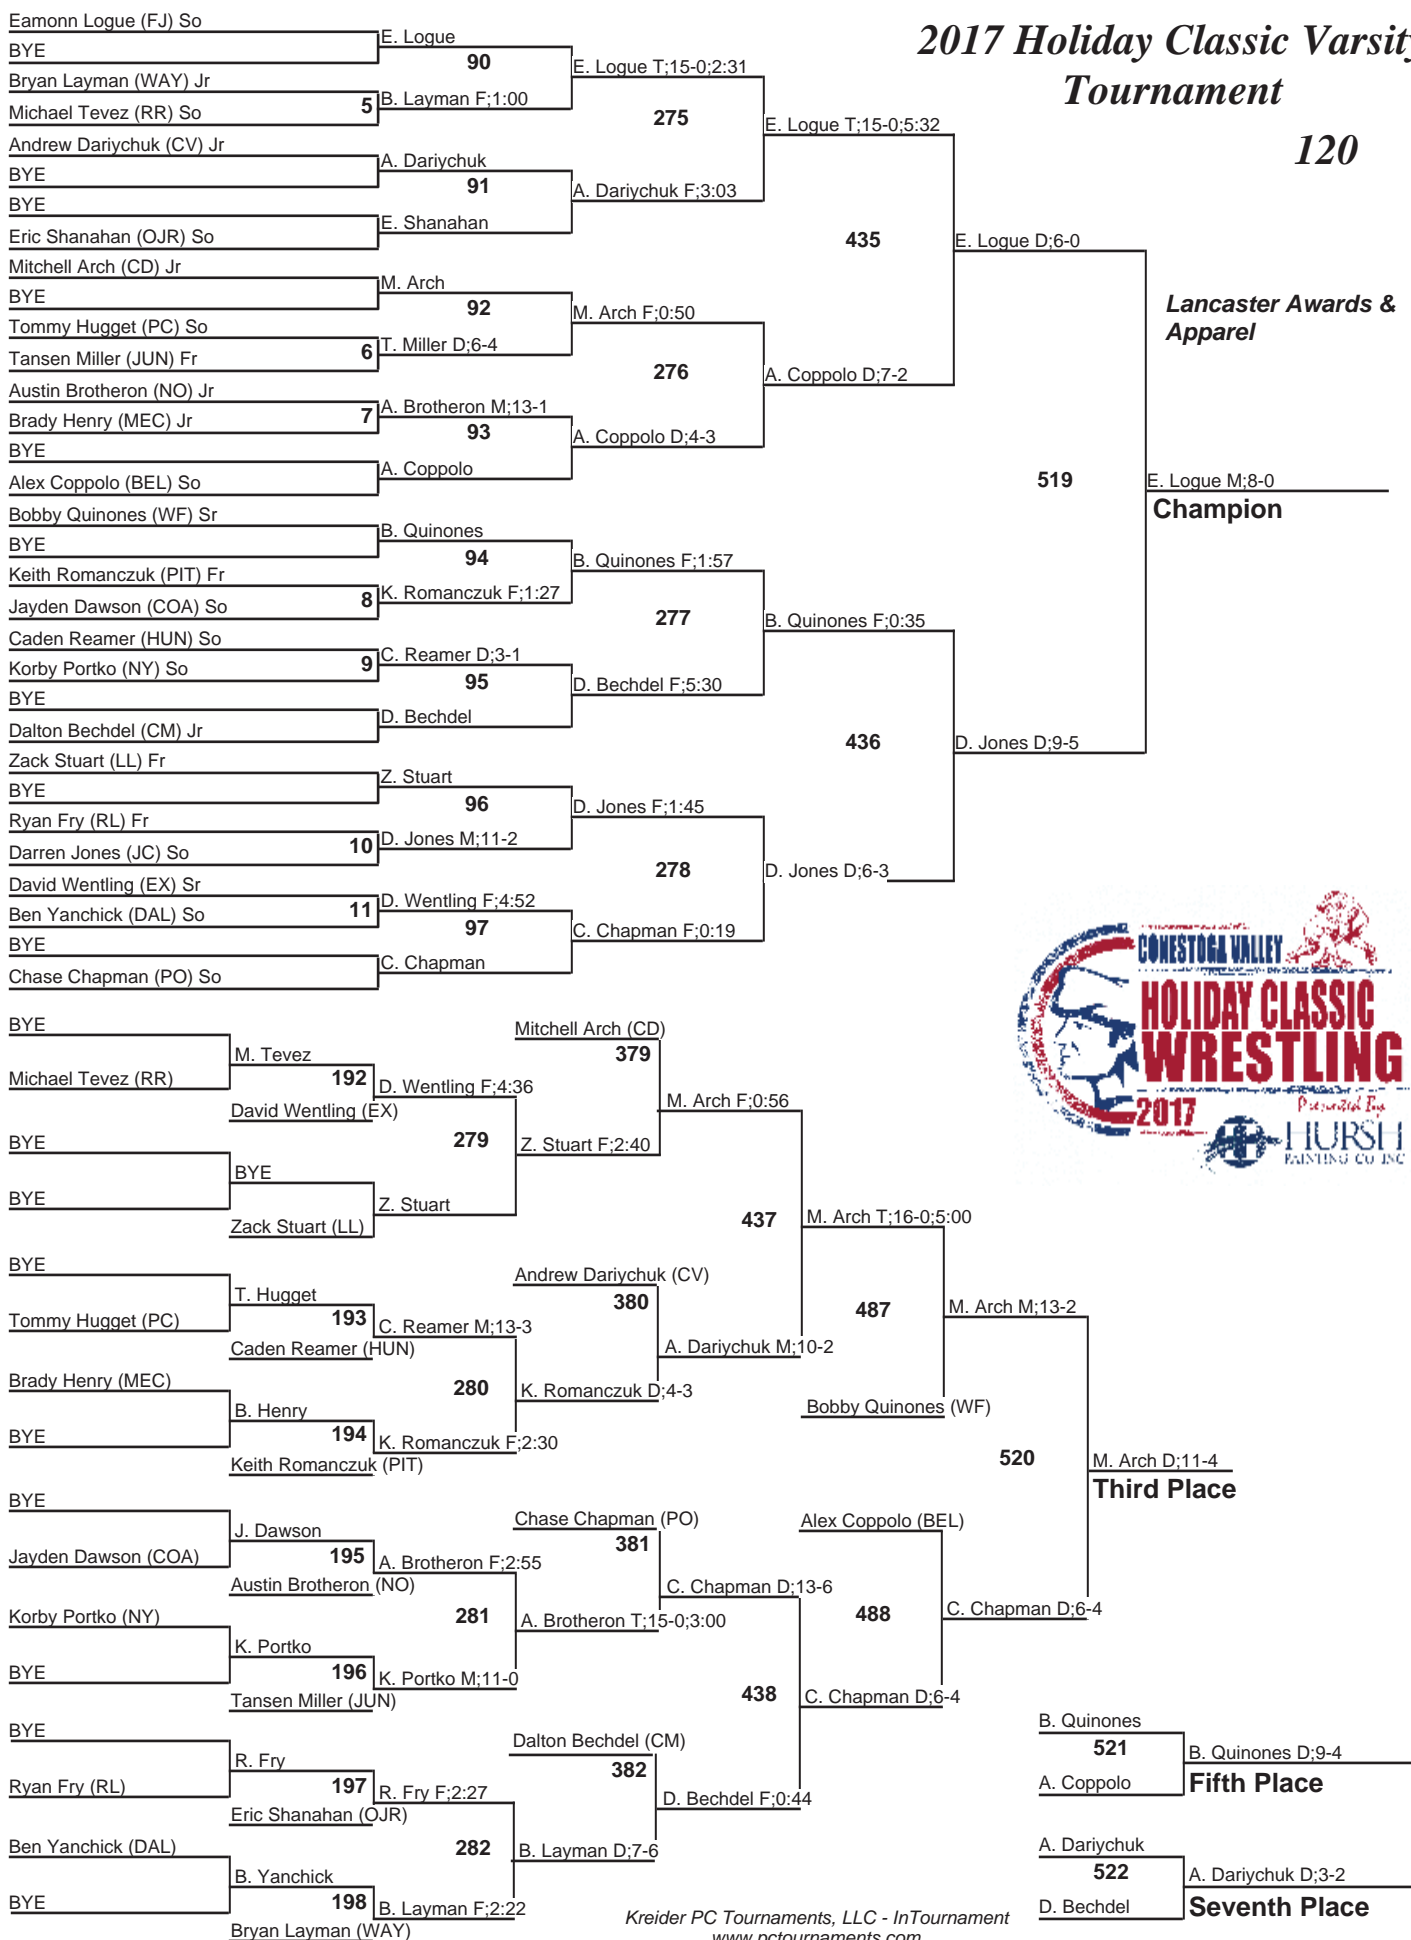 2017 Holiday Classic Varsity
Tournament
120
Eamonn Logue (FJ) So
BYE
Bryan Layman (WAY) Jr
Michael Tevez (RR) So
Andrew Dariychuk (CV) Jr
BYE
BYE
Eric Shanahan (OJR) So
Mitchell Arch (CD) Jr
BYE
Tommy Hugget (PC) So
Tansen Miller (JUN) Fr
Austin Brotheron (NO) Jr
Brady Henry (MEC) Jr
BYE
Alex Coppolo (BEL) So
Bobby Quinones (WF) Sr
BYE
Keith Romanczuk (PIT) Fr
Jayden Dawson (COA) So
Caden Reamer (HUN) So
Korby Portko (NY) So
BYE
Dalton Bechdel (CM) Jr
Zack Stuart (LL) Fr
BYE
Ryan Fry (RL) Fr
Darren Jones (JC) So
David Wentling (EX) Sr
Ben Yanchick (DAL) So
BYE
Chase Chapman (PO) So
5
6
7
8
9
10
11
E. Logue
90
B. Layman F;1:00
A. Dariychuk
91
E. Shanahan
M. Arch
92
T. Miller D;6-4
A. Brotheron M;13-1
93
A. Coppolo
B. Quinones
94
K. Romanczuk F;1:27
C. Reamer D;3-1
95
D. Bechdel
Z. Stuart
96
D. Jones M;11-2
D. Wentling F;4:52
97
C. Chapman
E. Logue T;15-0;2:31
275
A. Dariychuk F;3:03
M. Arch F;0:50
276
A. Coppolo D;4-3
B. Quinones F;1:57
277
D. Bechdel F;5:30
D. Jones F;1:45
278
C. Chapman F;0:19
E. Logue T;15-0;5:32
435
A. Coppolo D;7-2
B. Quinones F;0:35
436
D. Jones D;6-3
E. Logue D;6-0
519
D. Jones D;9-5
E. Logue M;8-0
Champion
Lancaster Awards &
Apparel
CONESTOGA VALLEY
HOLIDAY CLASSIC
WRESTLING
2017
Presented By
HURSH
PAINTING CO INC
BYE
Michael Tevez (RR)
BYE
BYE
BYE
Tommy Hugget (PC)
Brady Henry (MEC)
BYE
BYE
Jayden Dawson (COA)
Korby Portko (NY)
BYE
BYE
Ryan Fry (RL)
Ben Yanchick (DAL)
BYE
M. Tevez
192
David Wentling (EX)
BYE
Zack Stuart (LL)
T. Hugget
193
Caden Reamer (HUN)
B. Henry
194
Keith Romanczuk (PIT)
J. Dawson
195
Austin Brotheron (NO)
K. Portko
196
Tansen Miller (JUN)
R. Fry
197
Eric Shanahan (OJR)
B. Yanchick
198
Bryan Layman (WAY)
D. Wentling F;4:36
279
Z. Stuart
C. Reamer M;13-3
280
K. Romanczuk F;2:30
A. Brotheron F;2:55
281
K. Portko M;11-0
R. Fry F;2:27
282
B. Layman F;2:22
Mitchell Arch (CD)
379
Z. Stuart F;2:40
Andrew Dariychuk (CV)
380
K. Romanczuk D;4-3
Chase Chapman (PO)
381
A. Brotheron T;15-0;3:00
Dalton Bechdel (CM)
382
B. Layman D;7-6
M. Arch F;0:56
437
A. Dariychuk M;10-2
C. Chapman D;13-6
438
D. Bechdel F;0:44
M. Arch T;16-0;5:00
487
Bobby Quinones (WF)
Alex Coppolo (BEL)
488
C. Chapman D;6-4
M. Arch M;13-2
520
C. Chapman D;6-4
M. Arch D;11-4
Third Place
B. Quinones
521
A. Coppolo
B. Quinones D;9-4
Fifth Place
A. Dariychuk
522
D. Bechdel
A. Dariychuk D;3-2
Seventh Place
Kreider PC Tournaments, LLC - InTournament
www.pctournaments.com